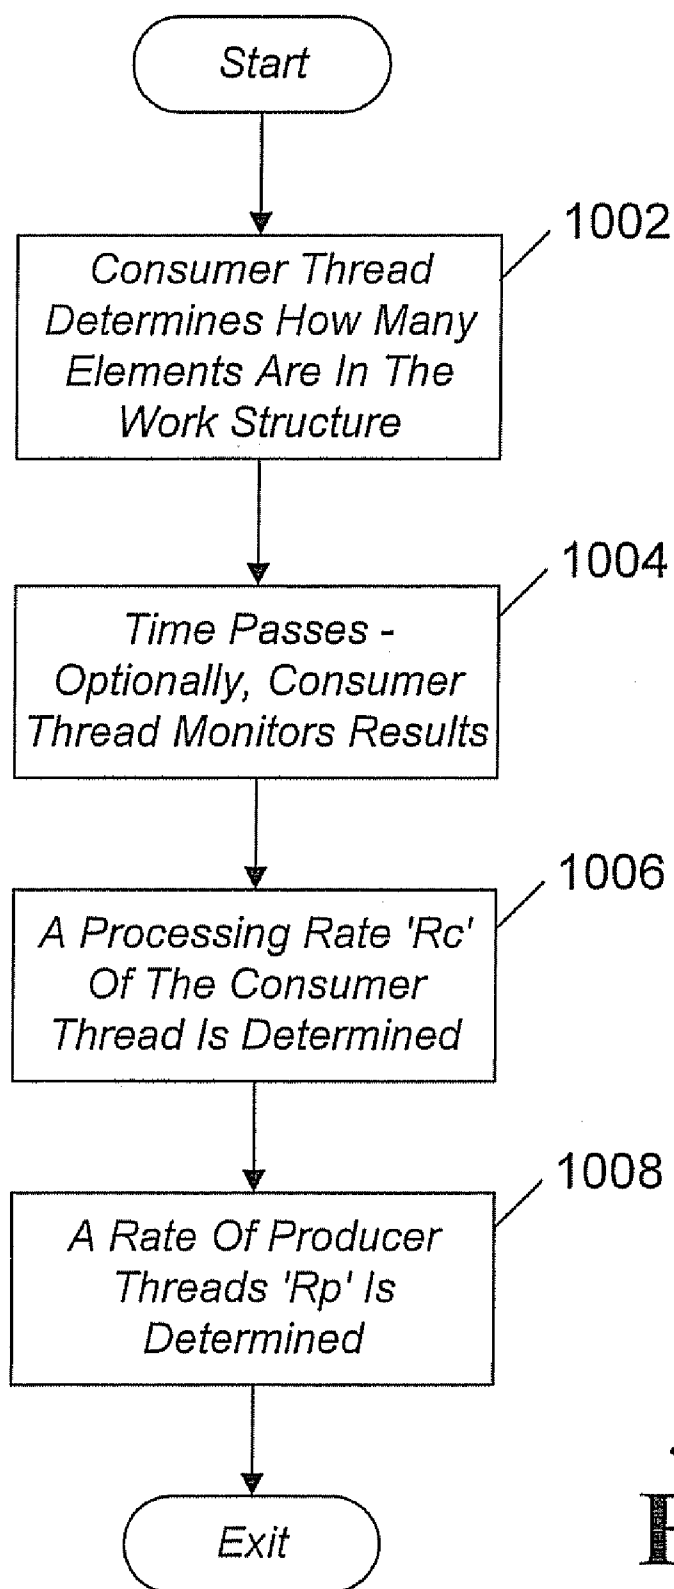 Start
1002
Consumer Thread
Determines How Many
Elements Are In The
Work Structure
1004
Time Passes -
Optionally, Consumer
Thread Monitors Results
1006
A Processing Rate 'Rc'
Of The Consumer
Thread Is Determined
1008
A Rate Of Producer
Threads 'Rp' Is
Determined
Exit